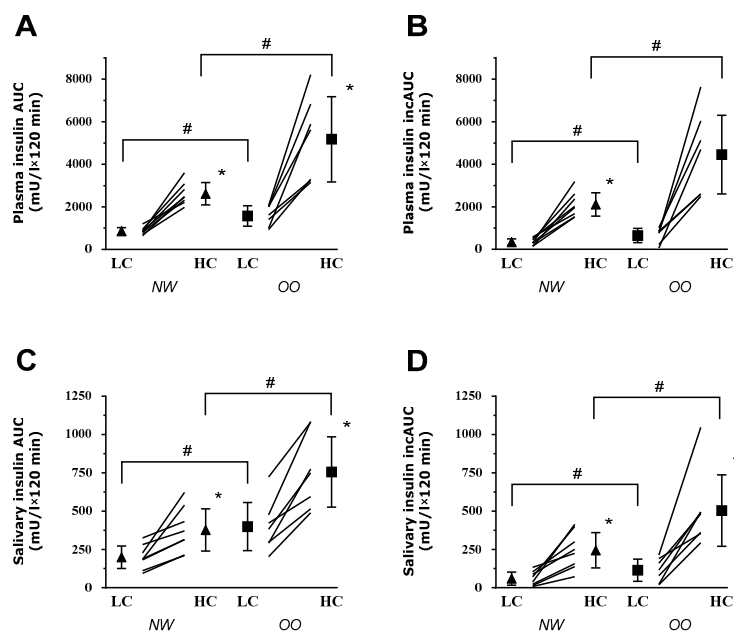 A
#
*
#
*
Plasma insulin AUC
(mU/l×120 min)
8000
6000
4000
2000
0
LC HC LC HC
NW OO
B
#
#
*
Plasma insulin incAUC
(mU/l×120 min)
8000
6000
4000
2000
0
LC HC LC HC
NW OO
C
#
*
#
*
Salivary insulin AUC
(mU/l×120 min)
1250
1000
750
500
250
0
LC HC LC HC
NW OO
D
#
#
*
Salivary insulin incAUC
(mU/l×120 min)
1250
1000
750
500
250
0
LC HC LC HC
NW OO